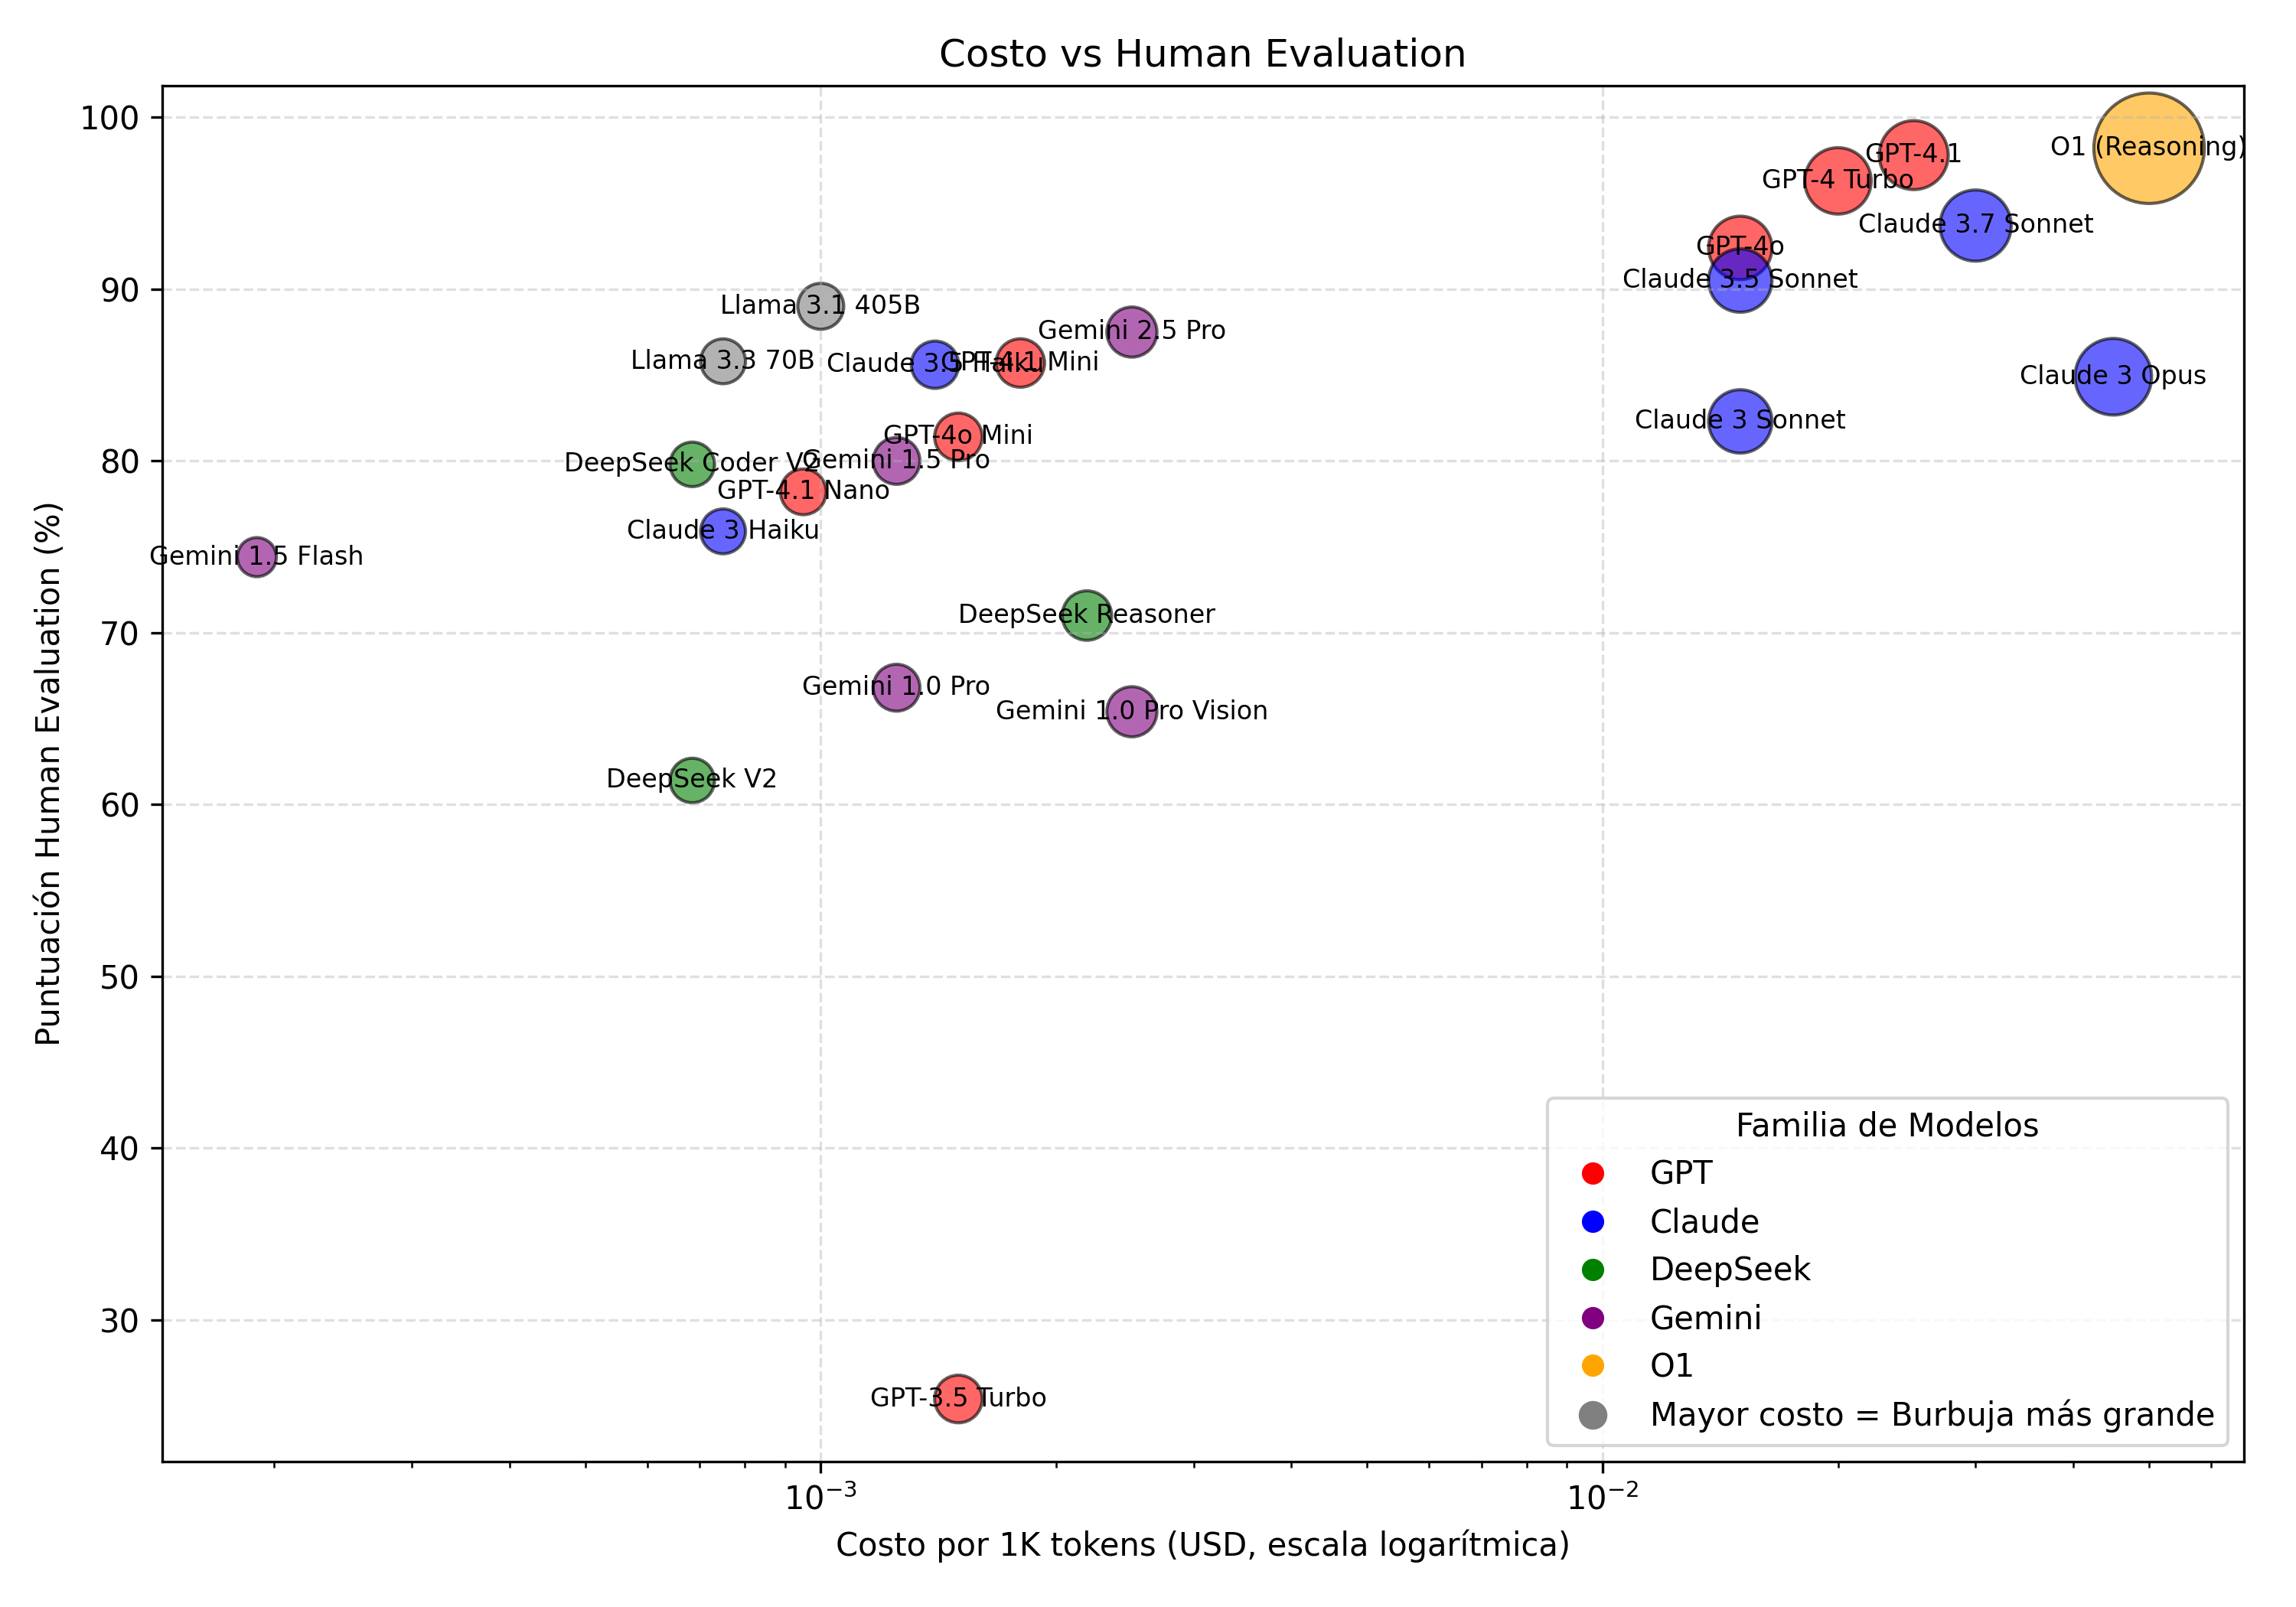 Costo vs Human Evaluation
Puntuación Human Evaluation (%)
100
90
80
70
60
50
40
30
O1 (Reasoning)
GPT-4.1
GPT-4 Turbo
Claude 3.7 Sonnet
GPT-4o
Claude 3.5 Sonnet
Llama 3.1 405B
Gemini 2.5 Pro
Llama 3.3 70B
Claude 3.5 Haiku
GPT-4.1 Mini
Claude 3 Opus
Claude 3 Sonnet
GPT-4o Mini
DeepSeek Coder V2
Gemini 1.5 Pro
GPT-4.1 Nano
Claude 3 Haiku
Gemini 1.5 Flash
DeepSeek Reasoner
Gemini 1.0 Pro
Gemini 1.0 Pro Vision
DeepSeek V2
GPT-3.5 Turbo
Familia de Modelos
GPT
Claude
DeepSeek
Gemini
O1
Mayor costo = Burbuja más grande
10⁻³
10⁻²
Costo por 1K tokens (USD, escala logarítmica)